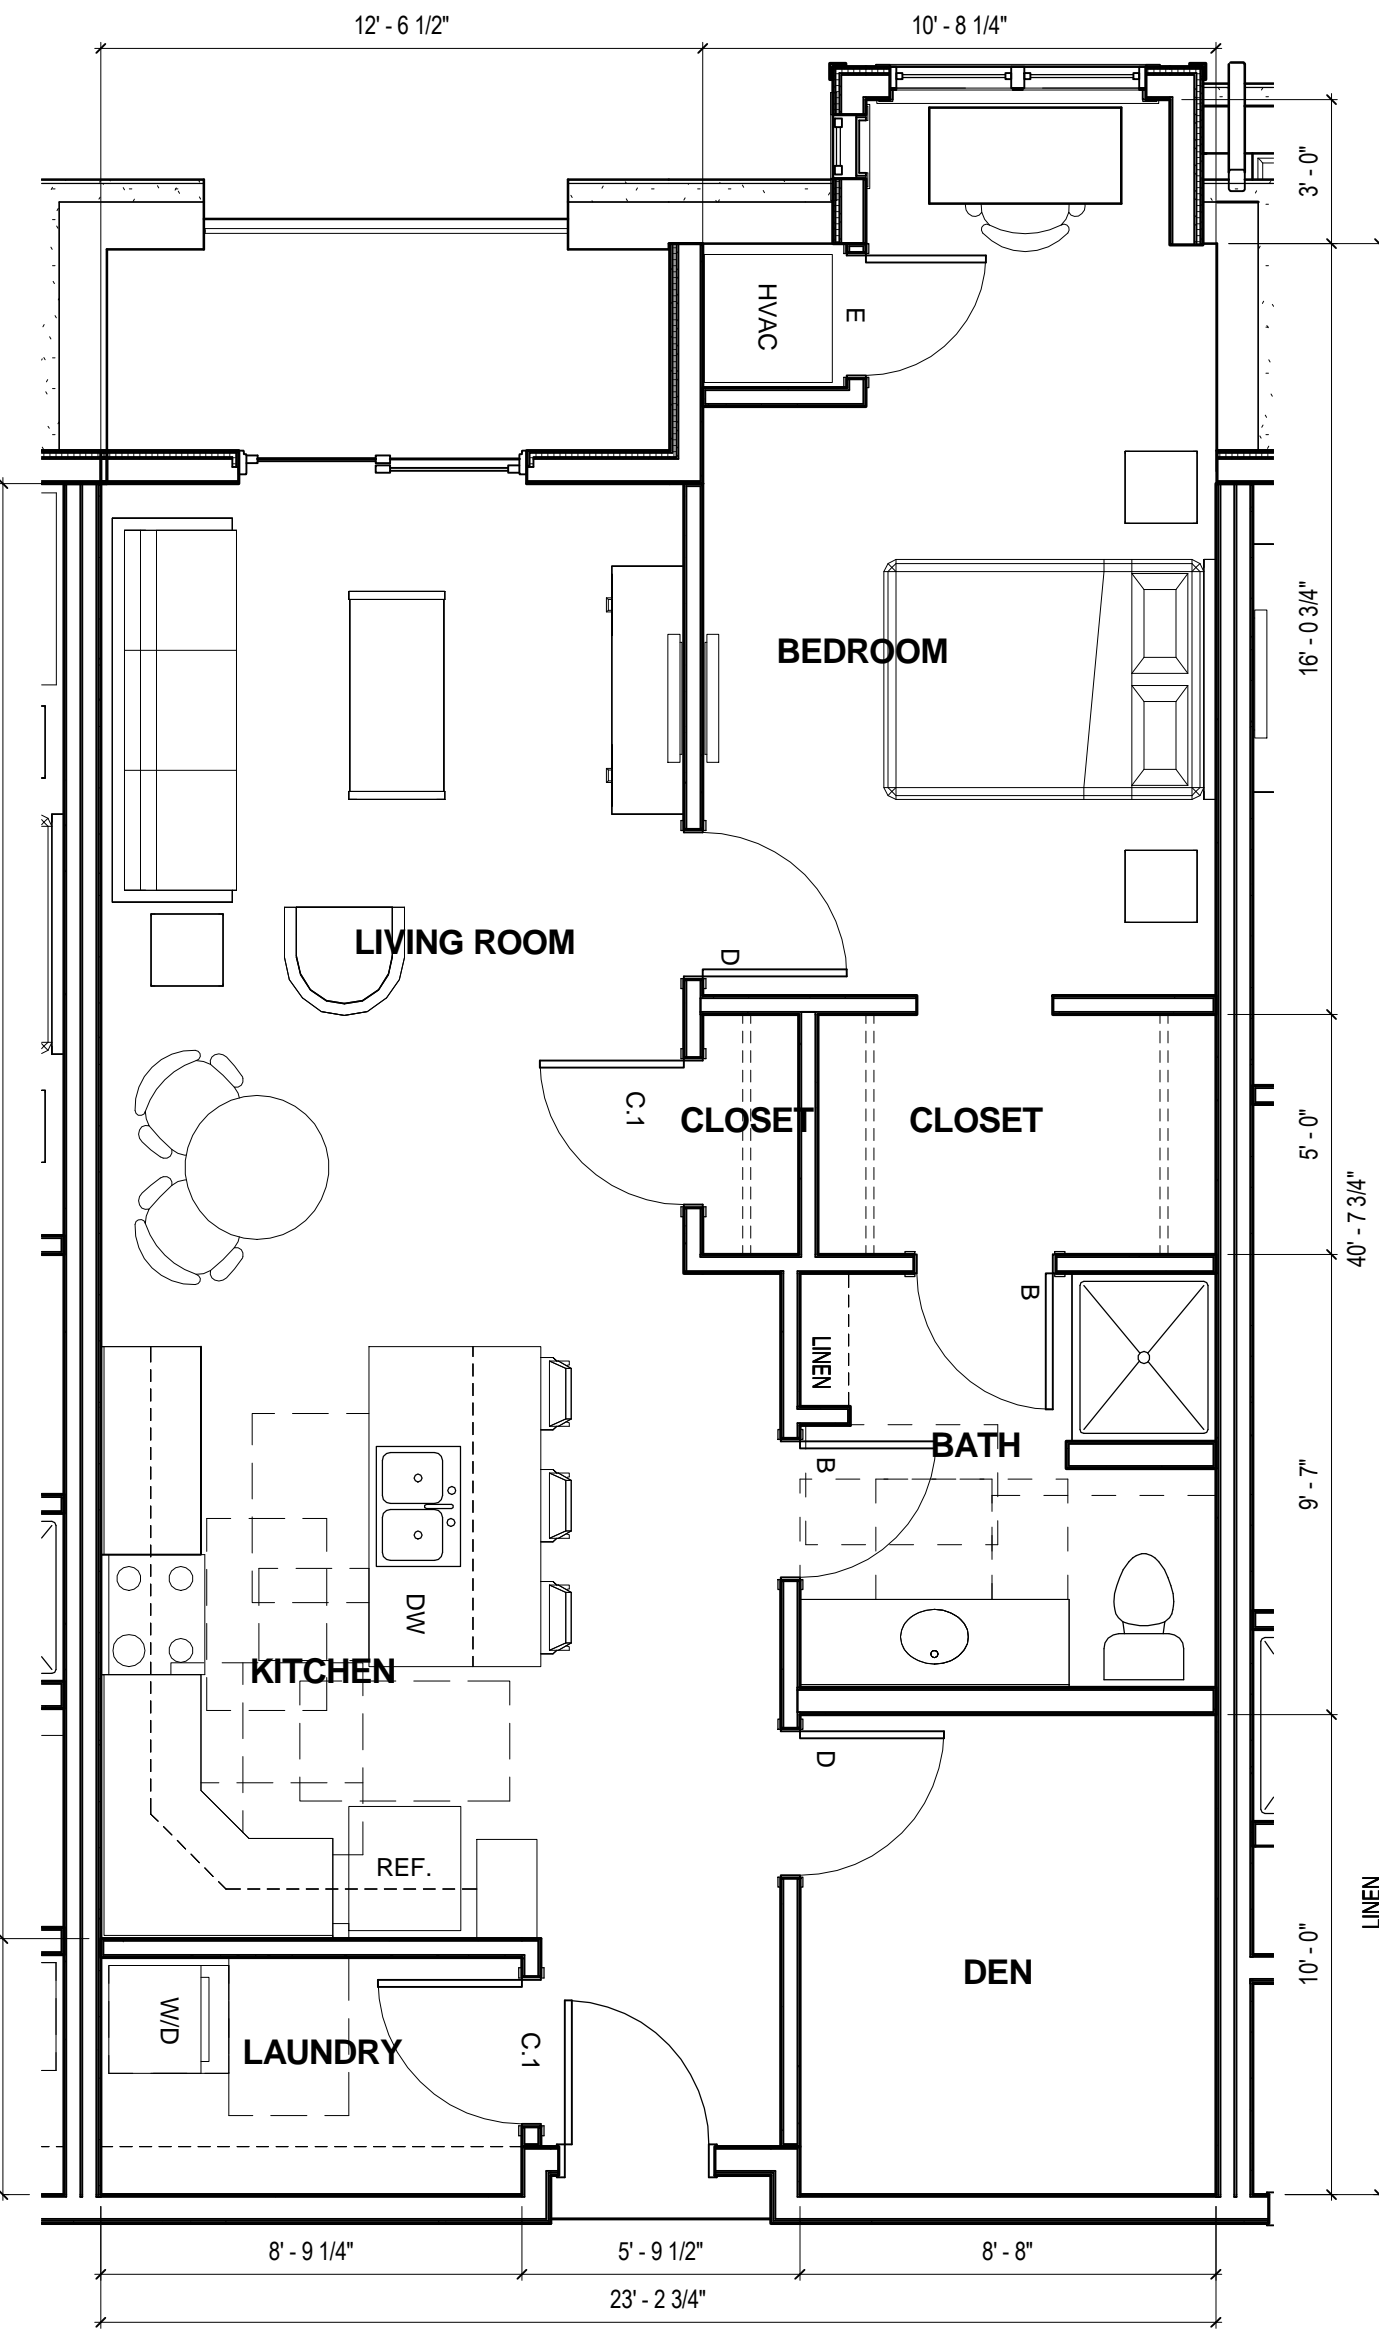 12' - 6 1/2"
10' - 8 1/4"
3' - 0"
HVAC
E
16' - 0 3/4"
BEDROOM
LIVING ROOM
D
C.1
CLOSET
CLOSET
5' - 0"
40' - 7 3/4"
B
LINEN
BATH
B
9' - 7"
DW
KITCHEN
D
REF.
LINEN
10' - 0"
DEN
W/D
LAUNDRY
C.1
8' - 9 1/4"
5' - 9 1/2"
8' - 8"
23' - 2 3/4"